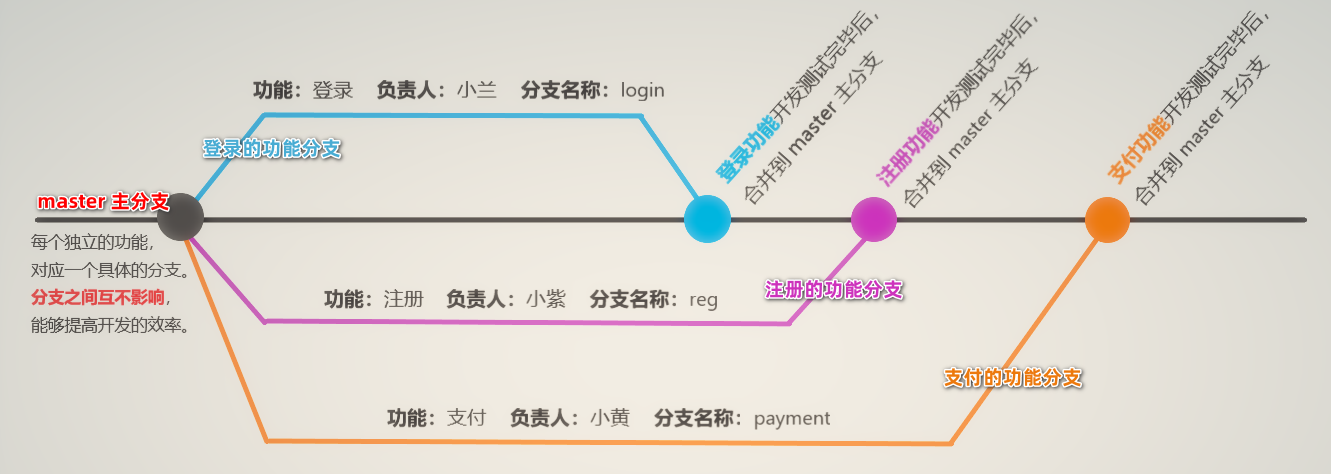 功能：登录 负责人：小兰 分支名称：login
登录的功能分支
master 主分支
每个独立的功能，
对应一个具体的分支。
分支之间互不影响，
能够提高开发的效率。
登录功能开发测试完毕后，
合并到 master 主分支
注册功能开发测试完毕后，
合并到 master 主分支
支付功能开发测试完毕后，
合并到 master 主分支
功能：注册 负责人：小紫 分支名称：reg
注册的功能分支
支付的功能分支
功能：支付 负责人：小黄 分支名称：payment